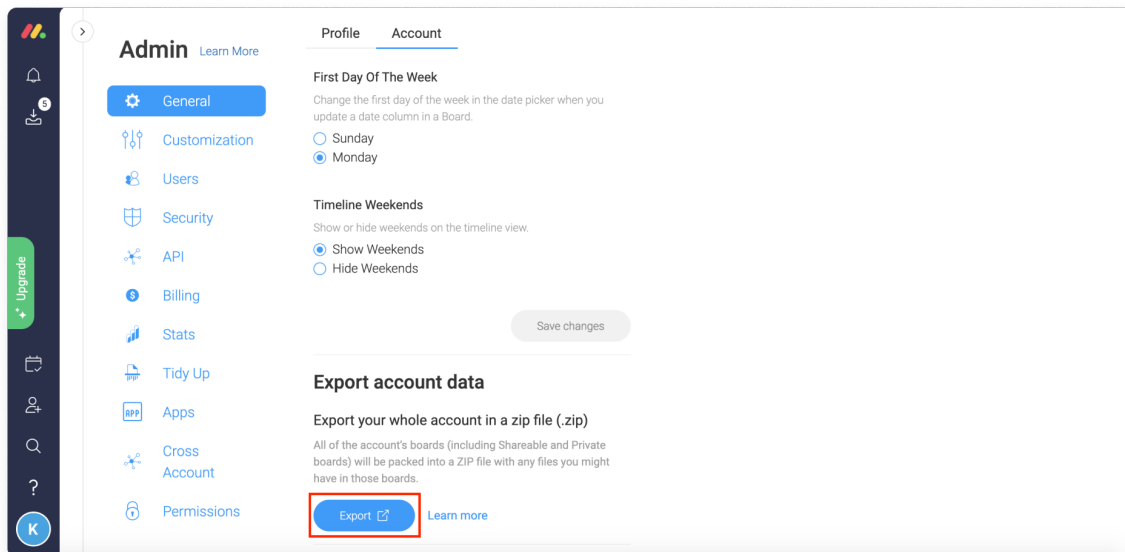 5
Upgrade
?
K
Admin Learn More
General
Customization
Users
Security
API
Billing
Stats
Tidy Up
APP Apps
Cross
Account
Permissions
Profile Account
First Day Of The Week
Change the first day of the week in the date picker when you
update a date column in a Board.
Sunday
Monday
Timeline Weekends
Show or hide weekends on the timeline view.
Show Weekends
Hide Weekends
Save changes
Export account data
Export your whole account in a zip file (.zip)
All of the account's boards (including Shareable and Private
boards) will be packed into a ZIP file with any files you might
have in those boards.
Export Learn more